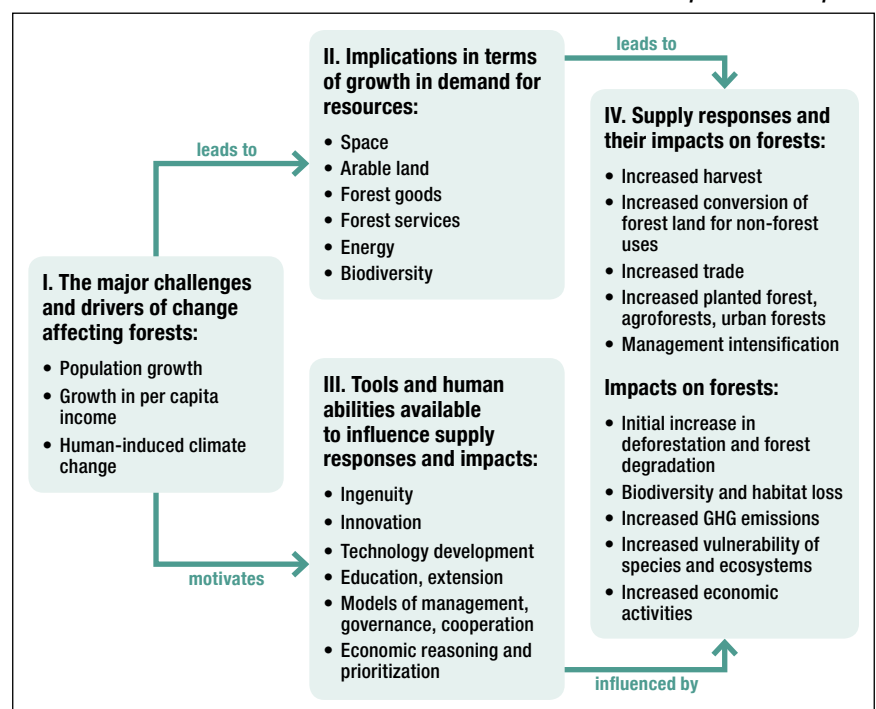 leads to
II. Implications in terms
of growth in demand for
resources:
• Space
• Arable land
• Forest goods
• Forest services
• Energy
• Biodiversity
leads to
I. The major challenges
and drivers of change
affecting forests:
• Population growth
• Growth in per capita
income
• Human-induced climate
change
motivates
III. Tools and human
abilities available
to influence supply
responses and impacts:
• Ingenuity
• Innovation
• Technology development
• Education, extension
• Models of management,
governance, cooperation
• Economic reasoning and
prioritization
influenced by
IV. Supply responses and
their impacts on forests:
• Increased harvest
• Increased conversion of
forest land for non-forest
uses
• Increased trade
• Increased planted forest,
agroforests, urban forests
• Management intensification
Impacts on forests:
• Initial increase in
deforestation and forest
degradation
• Biodiversity and habitat loss
• Increased GHG emissions
• Increased vulnerability of
species and ecosystems
• Increased economic
activities